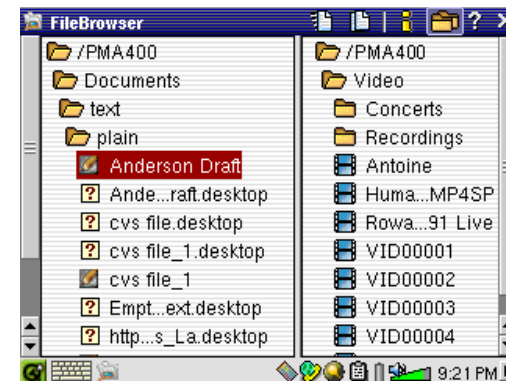 FileBrowser
/PMA400
Documents
text
plain
Anderson Draft
Ande...raft.desktop
cvs file.desktop
cvs file_1.desktop
cvs file_1
Empt...ext.desktop
http...s_La.desktop
/PMA400
Video
Concerts
Recordings
Antoine
Huma...MP4SP
Rowa...91 Live
VID00001
VID00002
VID00003
VID00004
9:21 PM